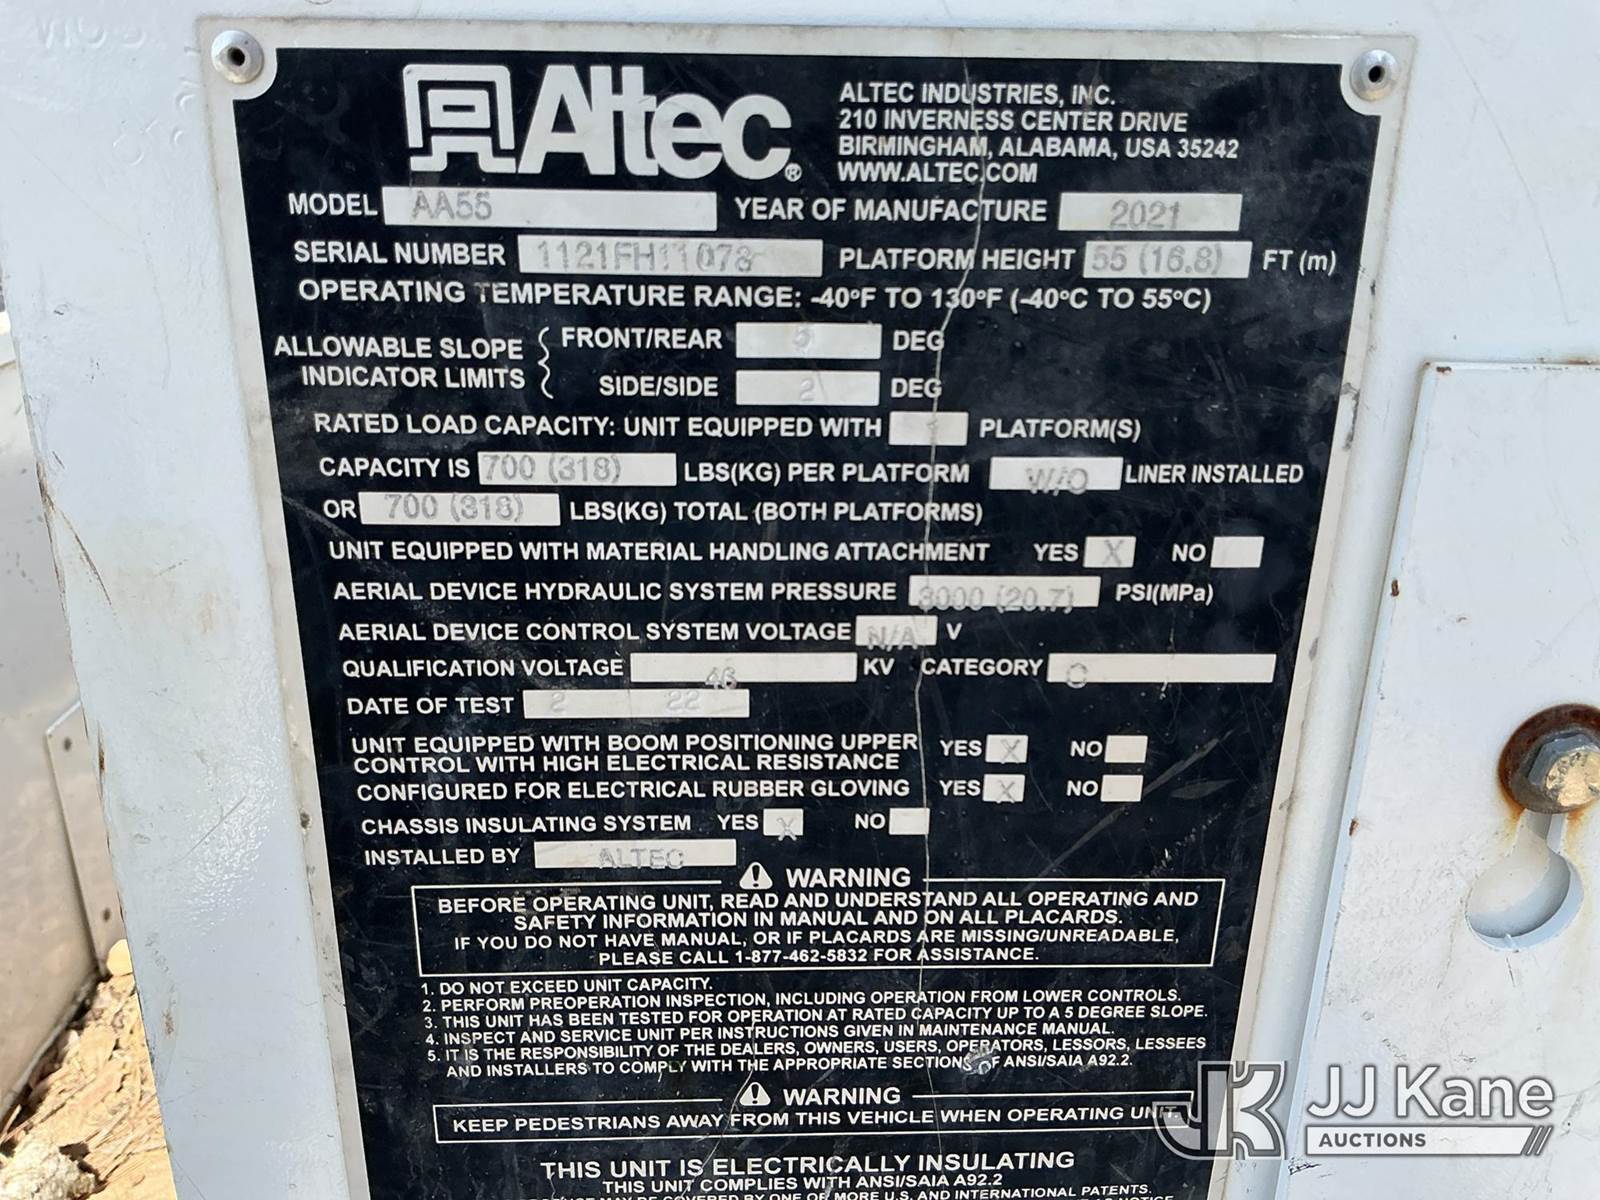 Altec®
ALTEC INDUSTRIES, INC.
210 INVERNESS CENTER DRIVE
BIRMINGHAM, ALABAMA, USA 35242
WWW.ALTEC.COM
MODEL AA55 YEAR OF MANUFACTURE 2021
SERIAL NUMBER 1121FH11078 PLATFORM HEIGHT 55 (16.8) FT (m)
OPERATING TEMPERATURE RANGE: -40°F TO 130°F (-40°C TO 55°C)
ALLOWABLE SLOPE INDICATOR LIMITS { FRONT/REAR 5 DEG
SIDE/SIDE 2 DEG
RATED LOAD CAPACITY: UNIT EQUIPPED WITH PLATFORM(S)
CAPACITY IS 700 (318) LBS(KG) PER PLATFORM W/O LINER INSTALLED
OR 700 (318) LBS(KG) TOTAL (BOTH PLATFORMS)
UNIT EQUIPPED WITH MATERIAL HANDLING ATTACHMENT YES X NO
AERIAL DEVICE HYDRAULIC SYSTEM PRESSURE 3000 (20.7) PSI(MPa)
AERIAL DEVICE CONTROL SYSTEM VOLTAGE N/A V
QUALIFICATION VOLTAGE 46 KV CATEGORY C
DATE OF TEST 2 22
UNIT EQUIPPED WITH BOOM POSITIONING UPPER YES X NO
CONTROL WITH HIGH ELECTRICAL RESISTANCE
CONFIGURED FOR ELECTRICAL RUBBER GLOVING YES X NO
CHASSIS INSULATING SYSTEM YES X NO
INSTALLED BY ALTEC
WARNING
BEFORE OPERATING UNIT, READ AND UNDERSTAND ALL OPERATING AND
SAFETY INFORMATION IN MANUAL AND ON ALL PLACARDS.
IF YOU DO NOT HAVE MANUAL, OR IF PLACARDS ARE MISSING/UNREADABLE,
PLEASE CALL 1-877-462-5832 FOR ASSISTANCE.
1. DO NOT EXCEED UNIT CAPACITY.
2. PERFORM PREOPERATION INSPECTION, INCLUDING OPERATION FROM LOWER CONTROLS.
3. THIS UNIT HAS BEEN TESTED FOR OPERATION AT RATED CAPACITY UP TO A 5 DEGREE SLOPE.
4. INSPECT AND SERVICE UNIT PER INSTRUCTIONS GIVEN IN MAINTENANCE MANUAL.
5. IT IS THE RESPONSIBILITY OF THE DEALERS, OWNERS, USERS, OPERATORS, LESSORS, LESSEES
AND INSTALLERS TO COMPLY WITH THE APPROPRIATE SECTIONS OF ANSI/SAIA A92.2.
WARNING
KEEP PEDESTRIANS AWAY FROM THIS VEHICLE WHEN OPERATING UNIT.
THIS UNIT IS ELECTRICALLY INSULATING
THIS UNIT COMPLIES WITH ANSI/SAIA A92.2
MAY BE COVERED BY ONE OR MORE U.S. AND INTERNATIONAL PATENTS.
JK JJ Kane
AUCTIONS